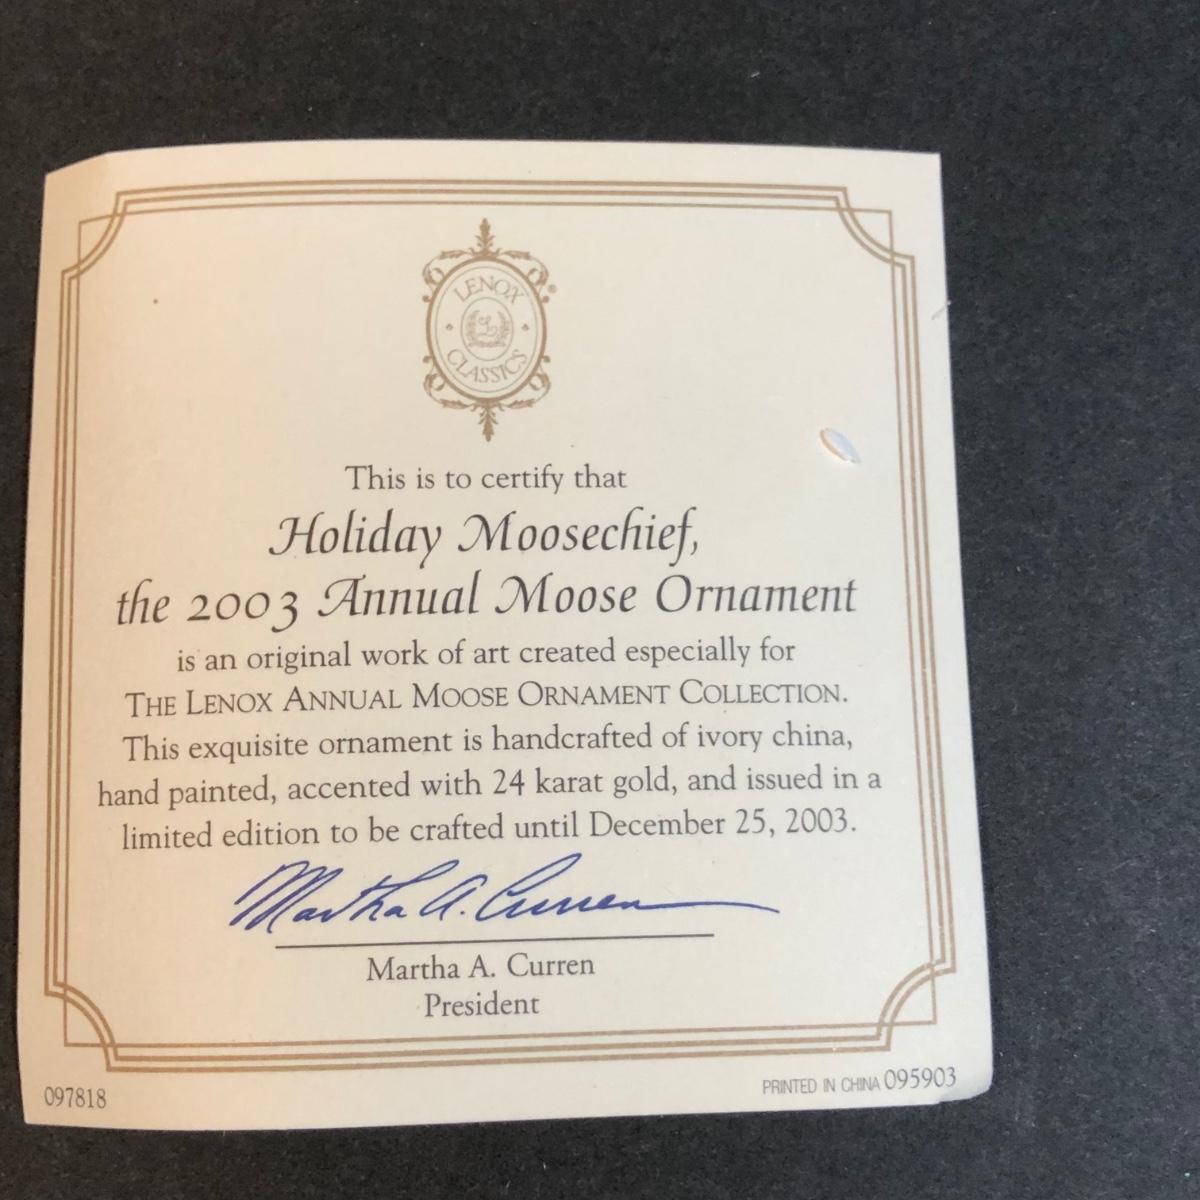 LENOX
CLASSICS
This is to certify that
Holiday Moosechief,
the 2003 Annual Moose Ornament
is an original work of art created especially for
THE LENOX ANNUAL MOOSE ORNAMENT COLLECTION.
This exquisite ornament is handcrafted of ivory china,
hand painted, accented with 24 karat gold, and issued in a
limited edition to be crafted until December 25, 2003.
Martha A. Curren
Martha A. Curren
President
097818
PRINTED IN CHINA 095903